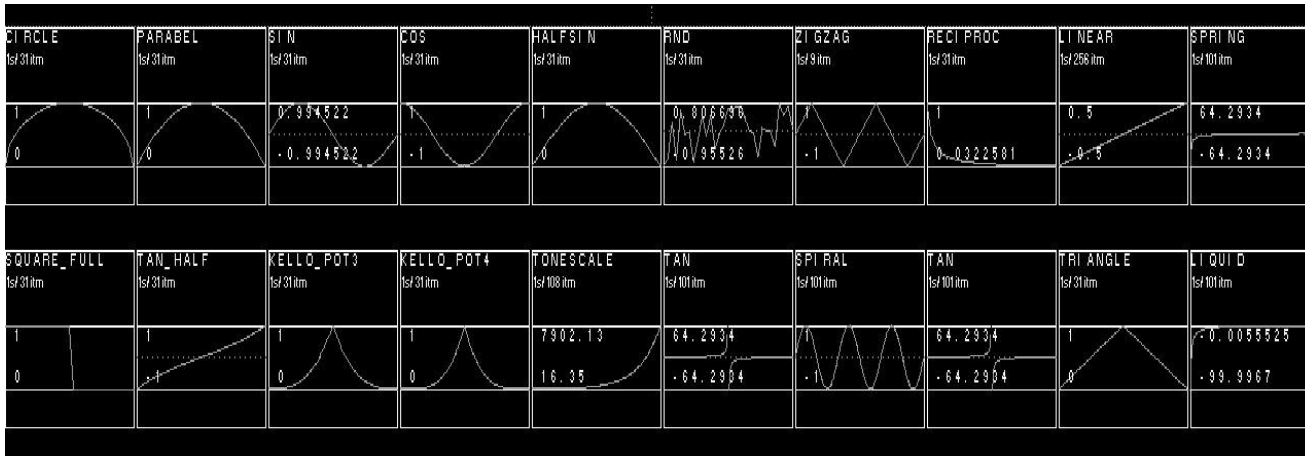 CIRCLE PARABEL SIN COS HALFSIN RND ZIGZAG RECIPROC LINEAR SPRING
1s/31itm 1s/31itm 1s/31itm 1s/31itm 1s/31itm 1s/31itm 1s/9itm 1s/31itm 1s/256itm 1s/101itm
1 1 0.994522 1 1 0.806696 1 1 0.5 64.2934
0 0 -0.994522 -1 0 -0.95526 -1 0.0322581 -0.5 -64.2934
SQUARE_FULL TAN_HALF KELLO_POT3 KELLO_POT4 TONESCALE TAN SPIRAL TAN TRIANGLE LIQUID
1s/31itm 1s/31itm 1s/31itm 1s/31itm 1s/108itm 1s/101itm 1s/101itm 1s/101itm 1s/31itm 1s/101itm
1 1 1 1 7902.13 64.2934 1 64.2934 1 -0.0055525
0 -1 0 0 16.35 -64.2934 -1 -64.2934 0 -99.9967